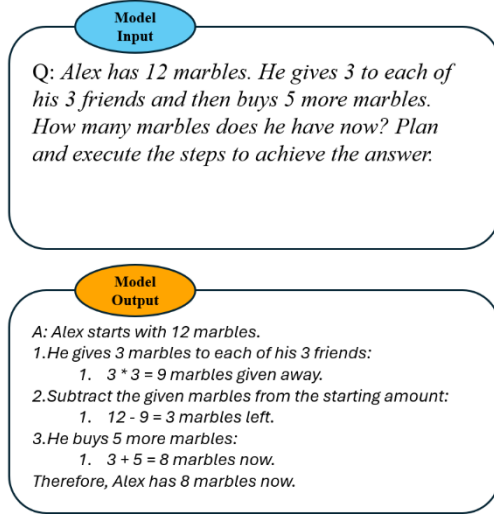 Model
Input
Q: Alex has 12 marbles. He gives 3 to each of
his 3 friends and then buys 5 more marbles.
How many marbles does he have now? Plan
and execute the steps to achieve the answer.
Model
Output
A: Alex starts with 12 marbles.
1.He gives 3 marbles to each of his 3 friends:
1. 3 * 3 = 9 marbles given away.
2.Subtract the given marbles from the starting amount:
1. 12 - 9 = 3 marbles left.
3.He buys 5 more marbles:
1. 3 + 5 = 8 marbles now.
Therefore, Alex has 8 marbles now.